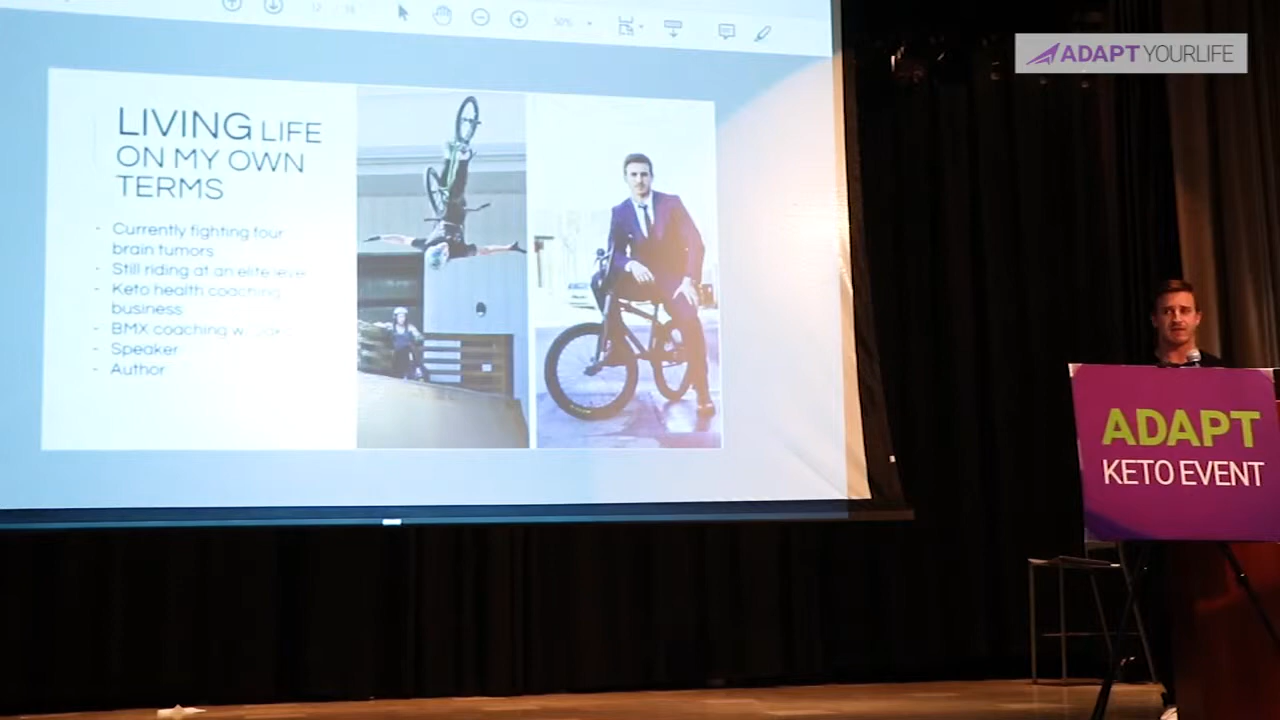 50%
ADAPT YOURLIFE
LIVING LIFE
ON MY OWN
TERMS
- Currently fighting four
brain tumors
- Still riding at an elite level
- Keto health coaching
business
- BMX coaching
- Speaker
- Author
ADAPT
KETO EVENT